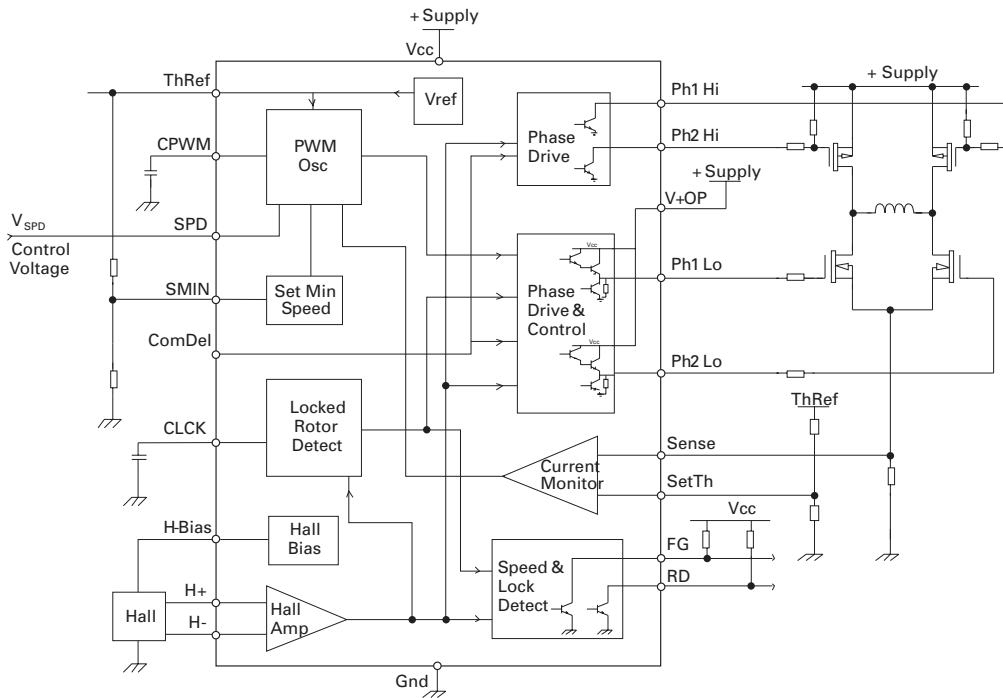 + Supply
Vcc
ThRef
Vref
CPWM
PWM
Osc
V_SPD
Control
Voltage
SPD
SMIN
Set Min
Speed
ComDel
CLCK
Locked
Rotor
Detect
H-Bias
Hall
Bias
Hall
H+
H-
Hall
Amp
Gnd
Phase
Drive
Phase
Drive &
Control
Vcc
Vcc
Current
Monitor
Speed &
Lock
Detect
Ph1 Hi
Ph2 Hi
+ Supply
V+OP
Ph1 Lo
Ph2 Lo
Sense
SetTh
FG
RD
+ Supply
ThRef
Vcc